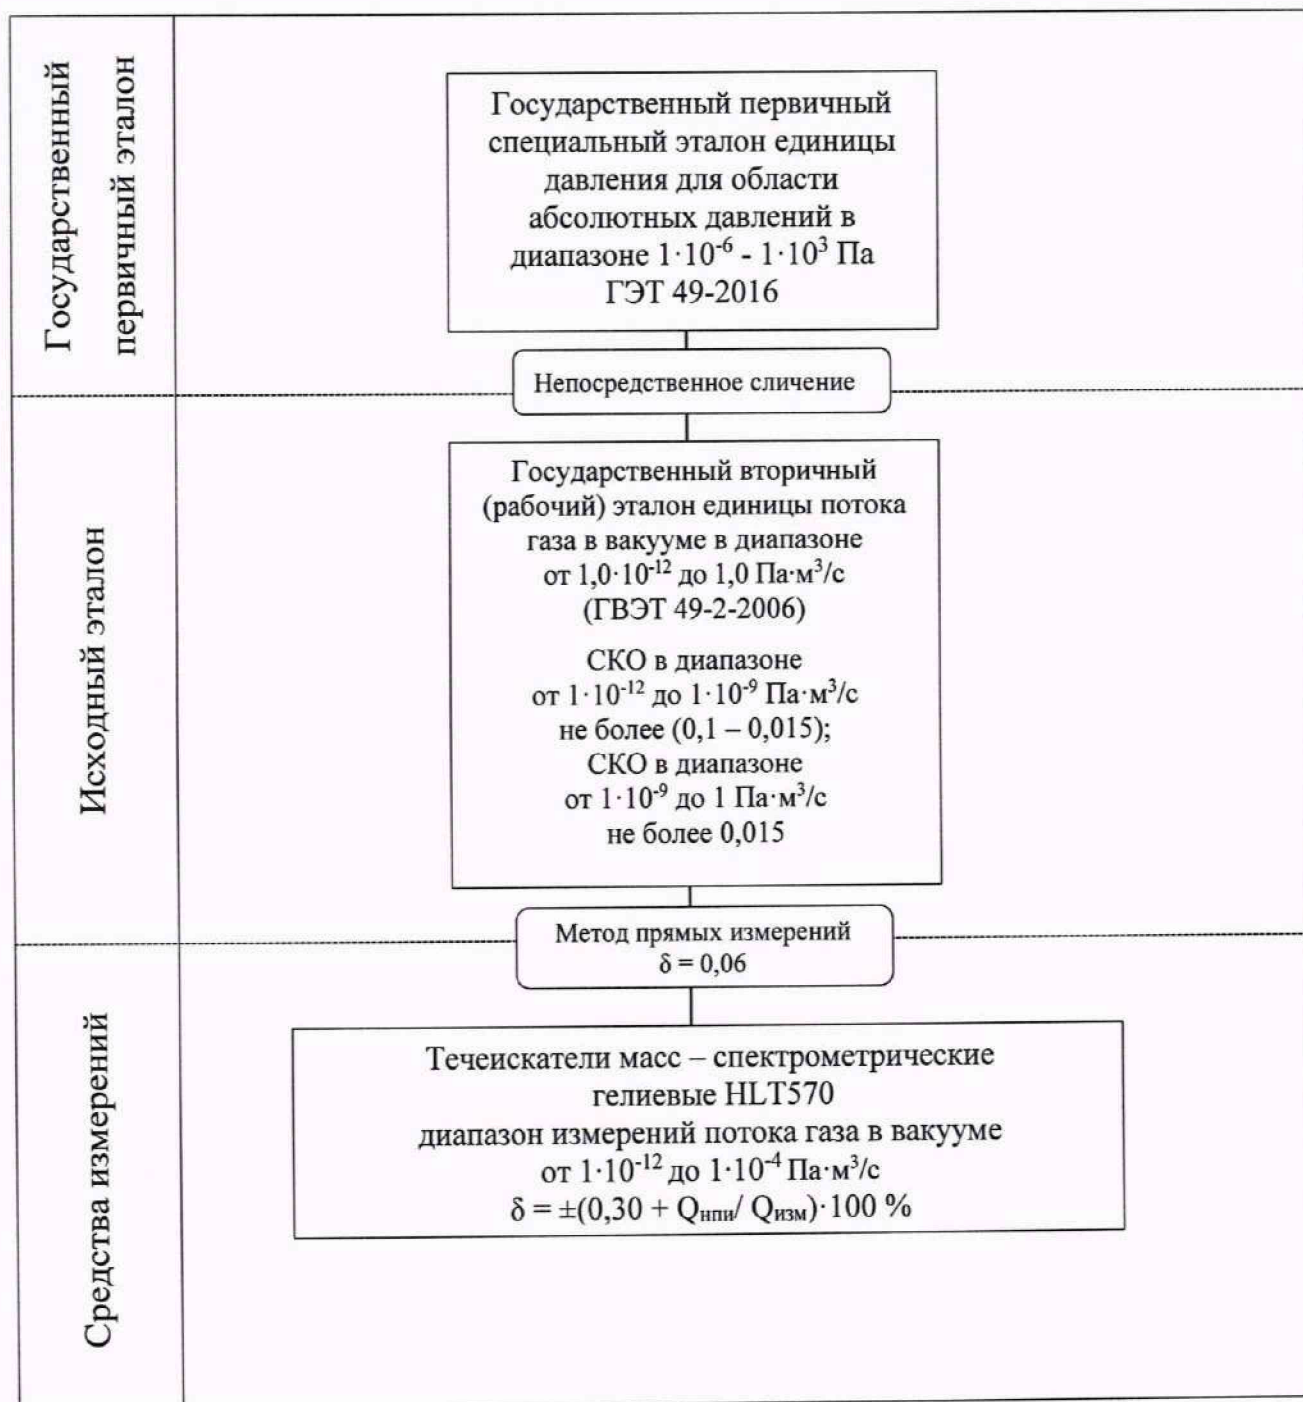 Государственный
первичный эталон
Государственный первичный
специальный эталон единицы
давления для области
абсолютных давлений в
диапазоне 1·10⁻⁶ - 1·10³ Па
ГЭТ 49-2016
Непосредственное сличение
Исходный эталон
Государственный вторичный
(рабочий) эталон единицы потока
газа в вакууме в диапазоне
от 1,0·10⁻¹² до 1,0 Па·м³/с
(ГВЭТ 49-2-2006)
СКО в диапазоне
от 1·10⁻¹² до 1·10⁻⁹ Па·м³/с
не более (0,1 – 0,015);
СКО в диапазоне
от 1·10⁻⁹ до 1 Па·м³/с
не более 0,015
Метод прямых измерений
δ = 0,06
Средства измерений
Течеискатели масс – спектрометрические
гелиевые HLT570
диапазон измерений потока газа в вакууме
от 1·10⁻¹² до 1·10⁻⁴ Па·м³/с
δ = ±(0,30 + Qнпи/ Qизм)·100 %